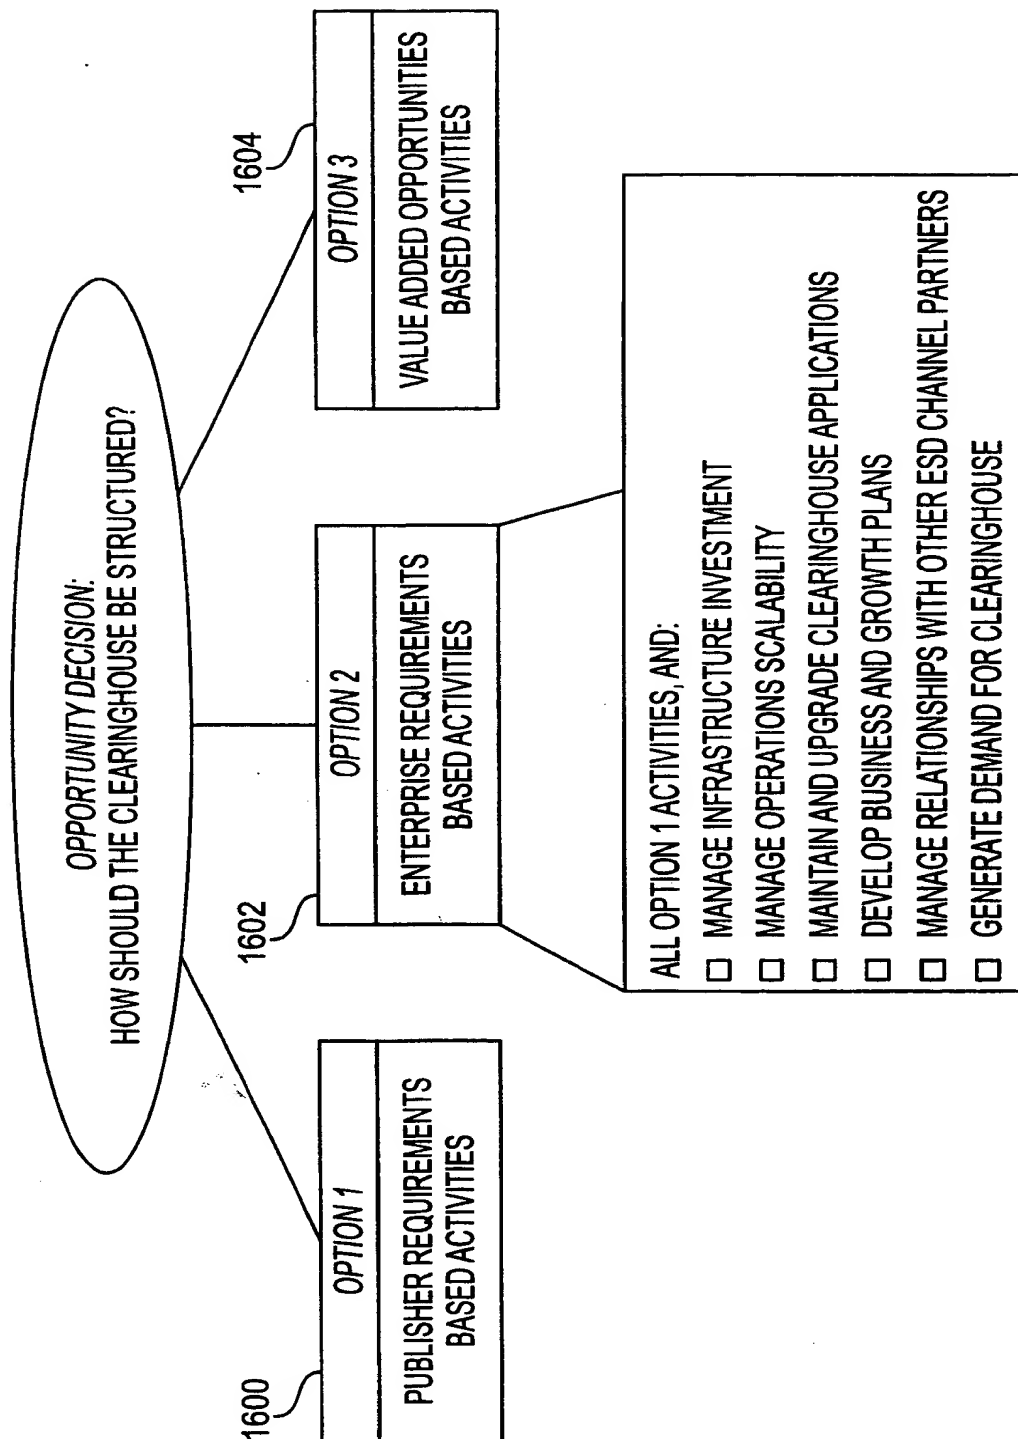 OPPORTUNITY DECISION:
HOW SHOULD THE CLEARINGHOUSE BE STRUCTURED?
1600
OPTION 1
PUBLISHER REQUIREMENTS
BASED ACTIVITIES
1602
OPTION 2
ENTERPRISE REQUIREMENTS
BASED ACTIVITIES
1604
OPTION 3
VALUE ADDED OPPORTUNITIES
BASED ACTIVITIES
ALL OPTION 1 ACTIVITIES, AND:
☐ MANAGE INFRASTRUCTURE INVESTMENT
☐ MANAGE OPERATIONS SCALABILITY
☐ MAINTAIN AND UPGRADE CLEARINGHOUSE APPLICATIONS
☐ DEVELOP BUSINESS AND GROWTH PLANS
☐ MANAGE RELATIONSHIPS WITH OTHER ESD CHANNEL PARTNERS
☐ GENERATE DEMAND FOR CLEARINGHOUSE